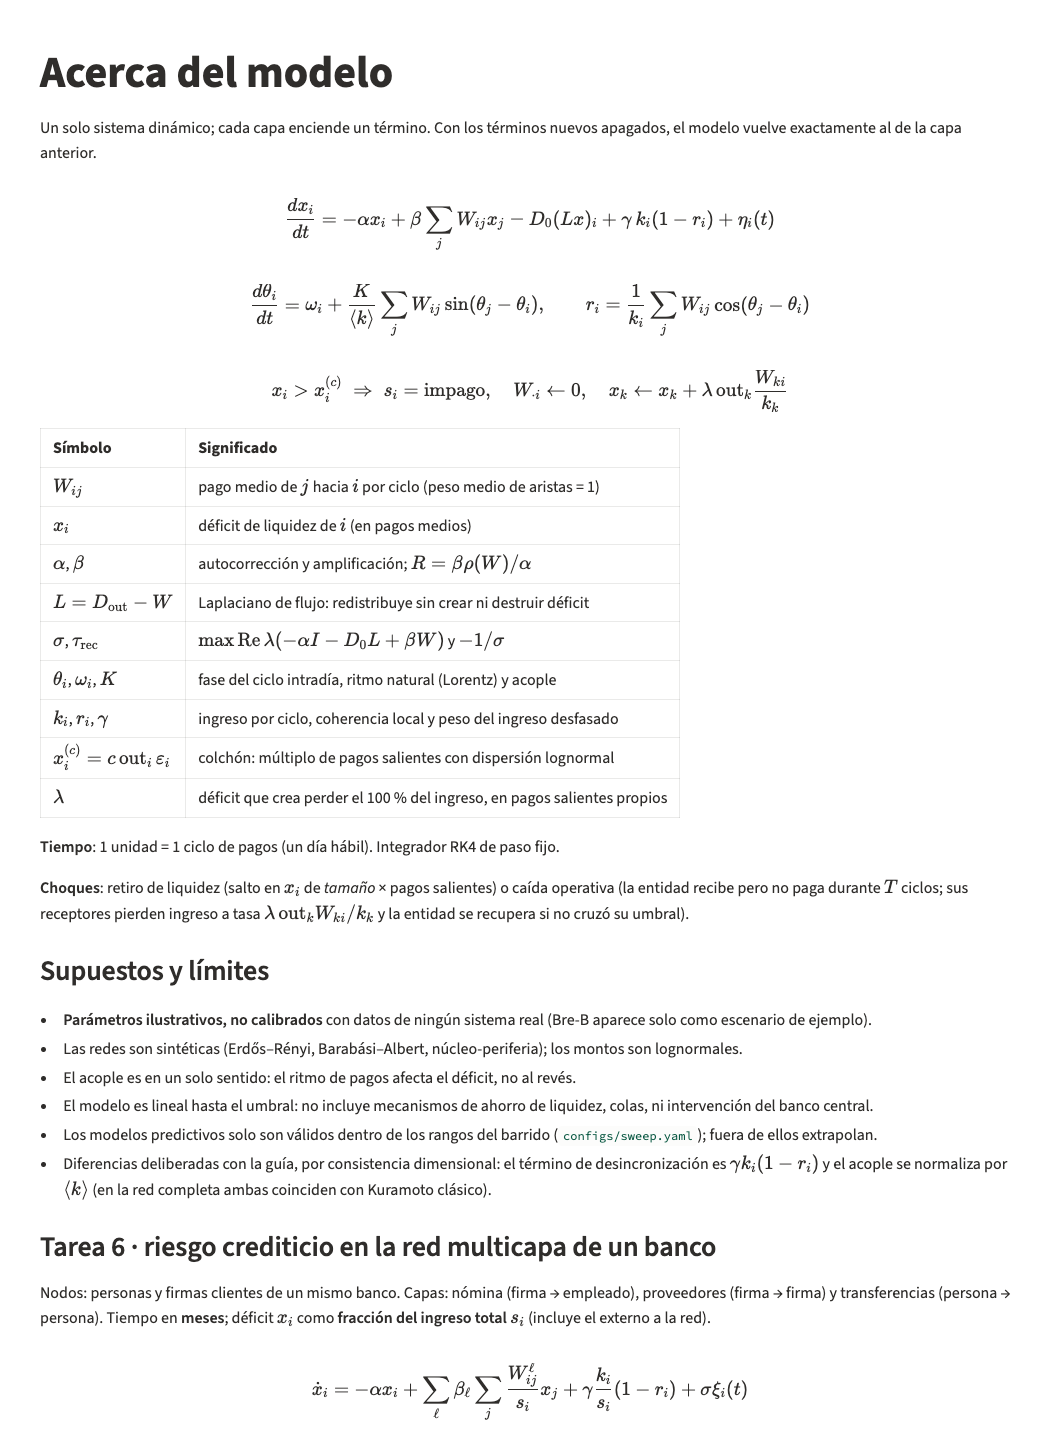 Acerca del modelo
Un solo sistema dinámico; cada capa enciende un término. Con los términos nuevos apagados, el modelo vuelve exactamente al de la capa
anterior.
dx_i/dt = −αx_i + β ∑_j W_ij x_j − D_0(Lx)_i + γ k_i(1 − r_i) + η_i(t)
dθ_i/dt = ω_i + K/⟨k⟩ ∑_j W_ij sin(θ_j − θ_i), r_i = 1/k_i ∑_j W_ij cos(θ_j − θ_i)
x_i > x_i^(c) ⇒ s_i = impago, W_·i ← 0, x_k ← x_k + λ out_k W_ki/k_k
Símbolo Significado
W_ij pago medio de j hacia i por ciclo (peso medio de aristas = 1)
x_i déficit de liquidez de i (en pagos medios)
α, β autocorrección y amplificación; R = βρ(W)/α
L = D_out − W Laplaciano de flujo: redistribuye sin crear ni destruir déficit
σ, τ_rec max Re λ(−αI − D_0L + βW) y −1/σ
θ_i, ω_i, K fase del ciclo intradía, ritmo natural (Lorentz) y acople
k_i, r_i, γ ingreso por ciclo, coherencia local y peso del ingreso desfasado
x_i^(c) = c out_i ε_i colchón: múltiplo de pagos salientes con dispersión lognormal
λ déficit que crea perder el 100 % del ingreso, en pagos salientes propios
Tiempo: 1 unidad = 1 ciclo de pagos (un día hábil). Integrador RK4 de paso fijo.
Choques: retiro de liquidez (salto en x_i de tamaño × pagos salientes) o caída operativa (la entidad recibe pero no paga durante T ciclos; sus
receptores pierden ingreso a tasa λ out_k W_ki/k_k y la entidad se recupera si no cruzó su umbral).
Supuestos y límites
• Parámetros ilustrativos, no calibrados con datos de ningún sistema real (Bre-B aparece solo como escenario de ejemplo).
• Las redes son sintéticas (Erdős–Rényi, Barabási–Albert, núcleo-periferia); los montos son lognormales.
• El acople es en un solo sentido: el ritmo de pagos afecta el déficit, no al revés.
• El modelo es lineal hasta el umbral: no incluye mecanismos de ahorro de liquidez, colas, ni intervención del banco central.
• Los modelos predictivos solo son válidos dentro de los rangos del barrido ( configs/sweep.yaml ); fuera de ellos extrapolan.
• Diferencias deliberadas con la guía, por consistencia dimensional: el término de desincronización es γk_i(1 − r_i) y el acople se normaliza por
⟨k⟩ (en la red completa ambas coinciden con Kuramoto clásico).
Tarea 6 · riesgo crediticio en la red multicapa de un banco
Nodos: personas y firmas clientes de un mismo banco. Capas: nómina (firma → empleado), proveedores (firma → firma) y transferencias (persona →
persona). Tiempo en meses; déficit x_i como fracción del ingreso total s_i (incluye el externo a la red).
ẋ_i = −αx_i + ∑_ℓ β_ℓ ∑_j W_ij^ℓ/s_i x_j + γ k_i/s_i (1 − r_i) + σξ_i(t)